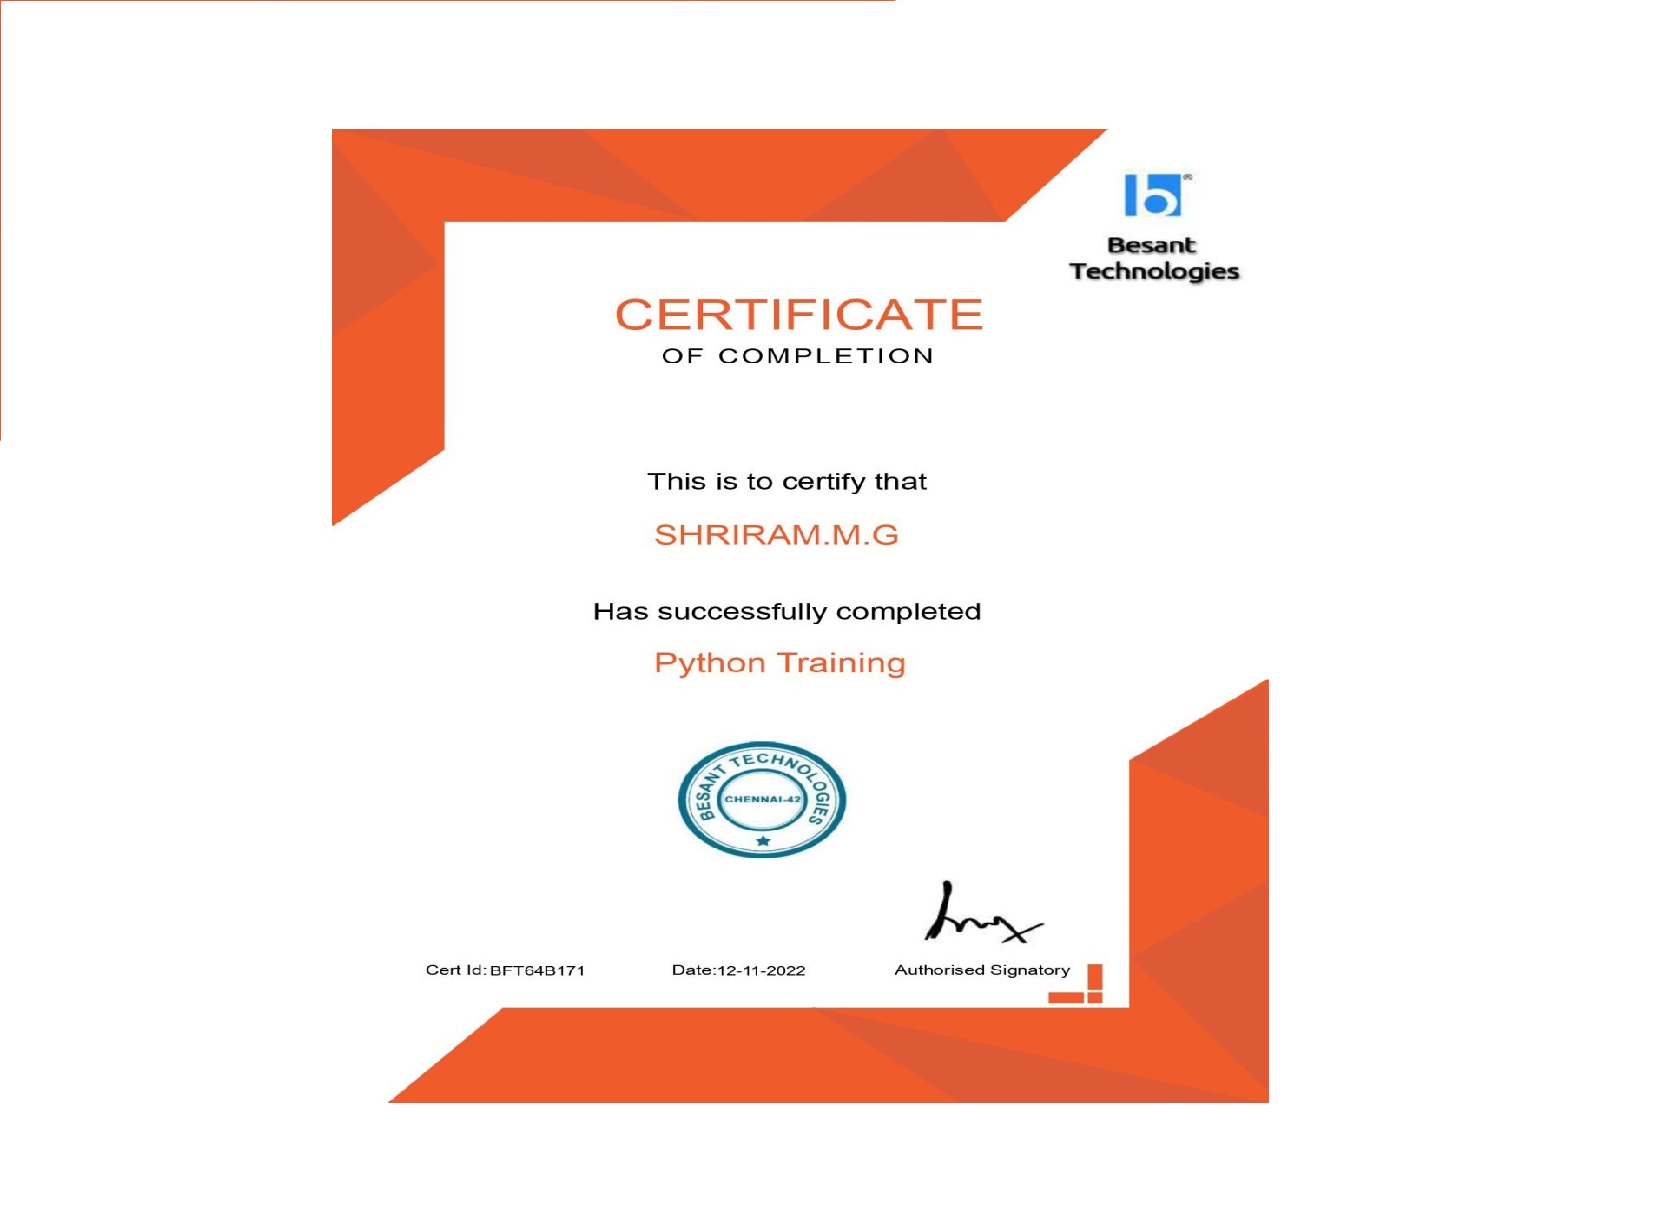 b®
Besant
Technologies
CERTIFICATE
OF COMPLETION
This is to certify that
SHRIRAM.M.G
Has successfully completed
Python Training
BESANT TECHNOLOGIES
CHENNAI-42
Cert Id: BFT64B171
Date:12-11-2022
Authorised Signatory